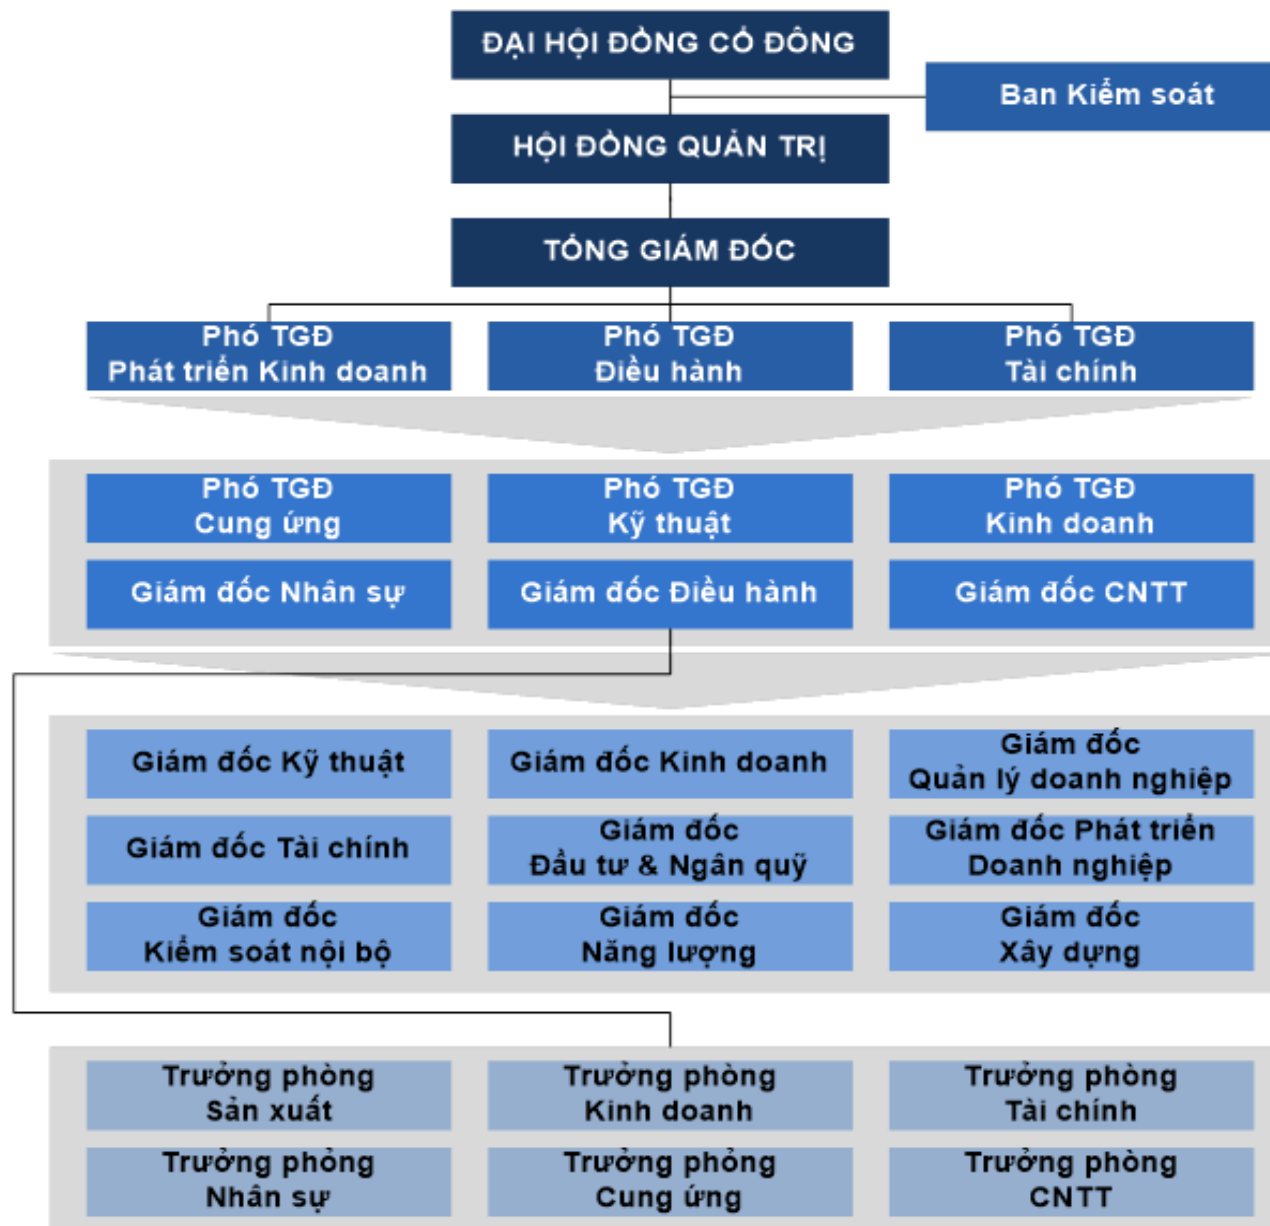 ĐẠI HỘI ĐỒNG CỔ ĐÔNG
Ban Kiểm soát
HỘI ĐỒNG QUẢN TRỊ
TỔNG GIÁM ĐỐC
Phó TGĐ
Phát triển Kinh doanh
Phó TGĐ
Điều hành
Phó TGĐ
Tài chính
Phó TGĐ
Cung ứng
Phó TGĐ
Kỹ thuật
Phó TGĐ
Kinh doanh
Giám đốc Nhân sự
Giám đốc Điều hành
Giám đốc CNTT
Giám đốc Kỹ thuật
Giám đốc Kinh doanh
Giám đốc
Quản lý doanh nghiệp
Giám đốc Tài chính
Giám đốc
Đầu tư & Ngân quỹ
Giám đốc Phát triển
Doanh nghiệp
Giám đốc
Kiểm soát nội bộ
Giám đốc
Năng lượng
Giám đốc
Xây dựng
Trưởng phòng
Sản xuất
Trưởng phòng
Kinh doanh
Trưởng phòng
Tài chính
Trưởng phỏng
Nhân sự
Trưởng phỏng
Cung ứng
Trưởng phòng
CNTT